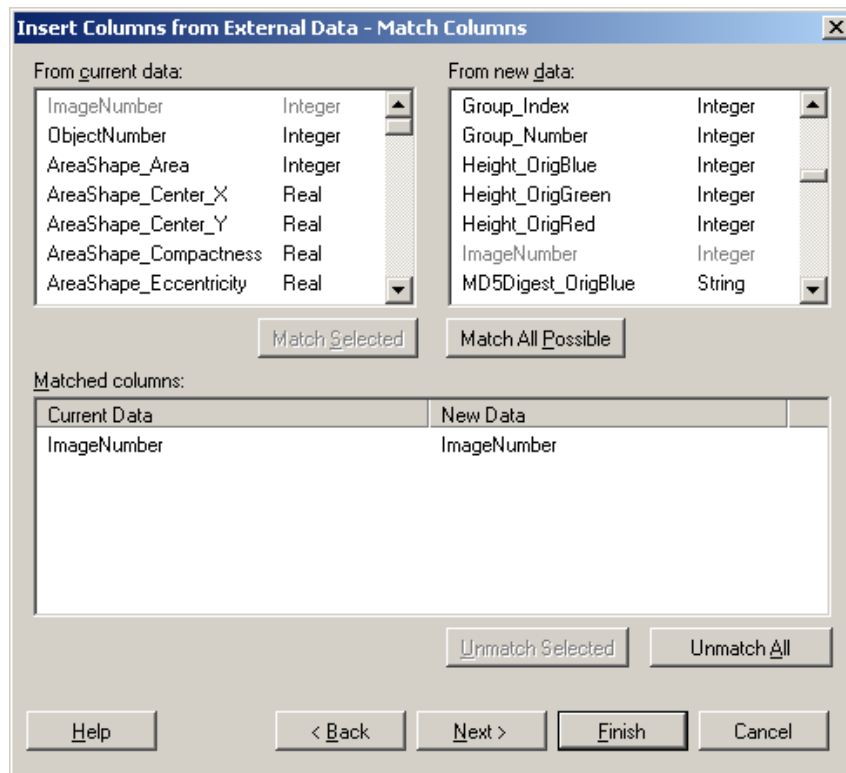 Insert Columns from External Data - Match Columns
From current data:
ImageNumber Integer
ObjectNumber Integer
AreaShape_Area Integer
AreaShape_Center_X Real
AreaShape_Center_Y Real
AreaShape_Compactness Real
AreaShape_Eccentricity Real
From new data:
Group_Index Integer
Group_Number Integer
Height_OrigBlue Integer
Height_OrigGreen Integer
Height_OrigRed Integer
ImageNumber Integer
MD5Digest_OrigBlue String
Match Selected
Match All Possible
Matched columns:
Current Data New Data
ImageNumber ImageNumber
Unmatch Selected
Unmatch All
Help
< Back
Next >
Finish
Cancel